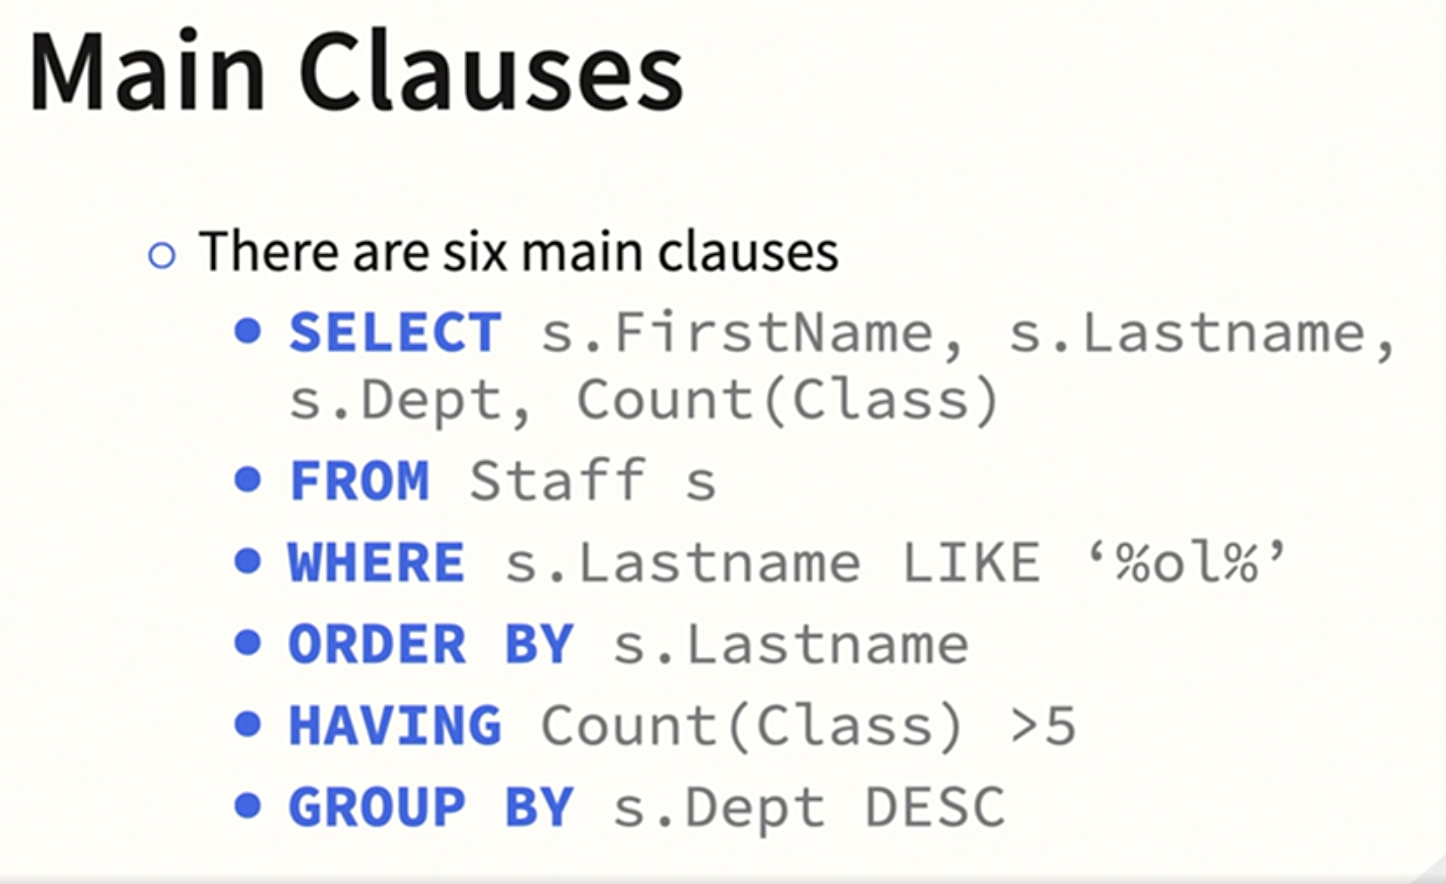 Main Clauses
There are six main clauses
SELECT s.FirstName, s.Lastname,
s.Dept, Count(Class)
FROM Staff s
WHERE s.Lastname LIKE ‘%ol%’
ORDER BY s.Lastname
HAVING Count(Class) >5
GROUP BY s.Dept DESC